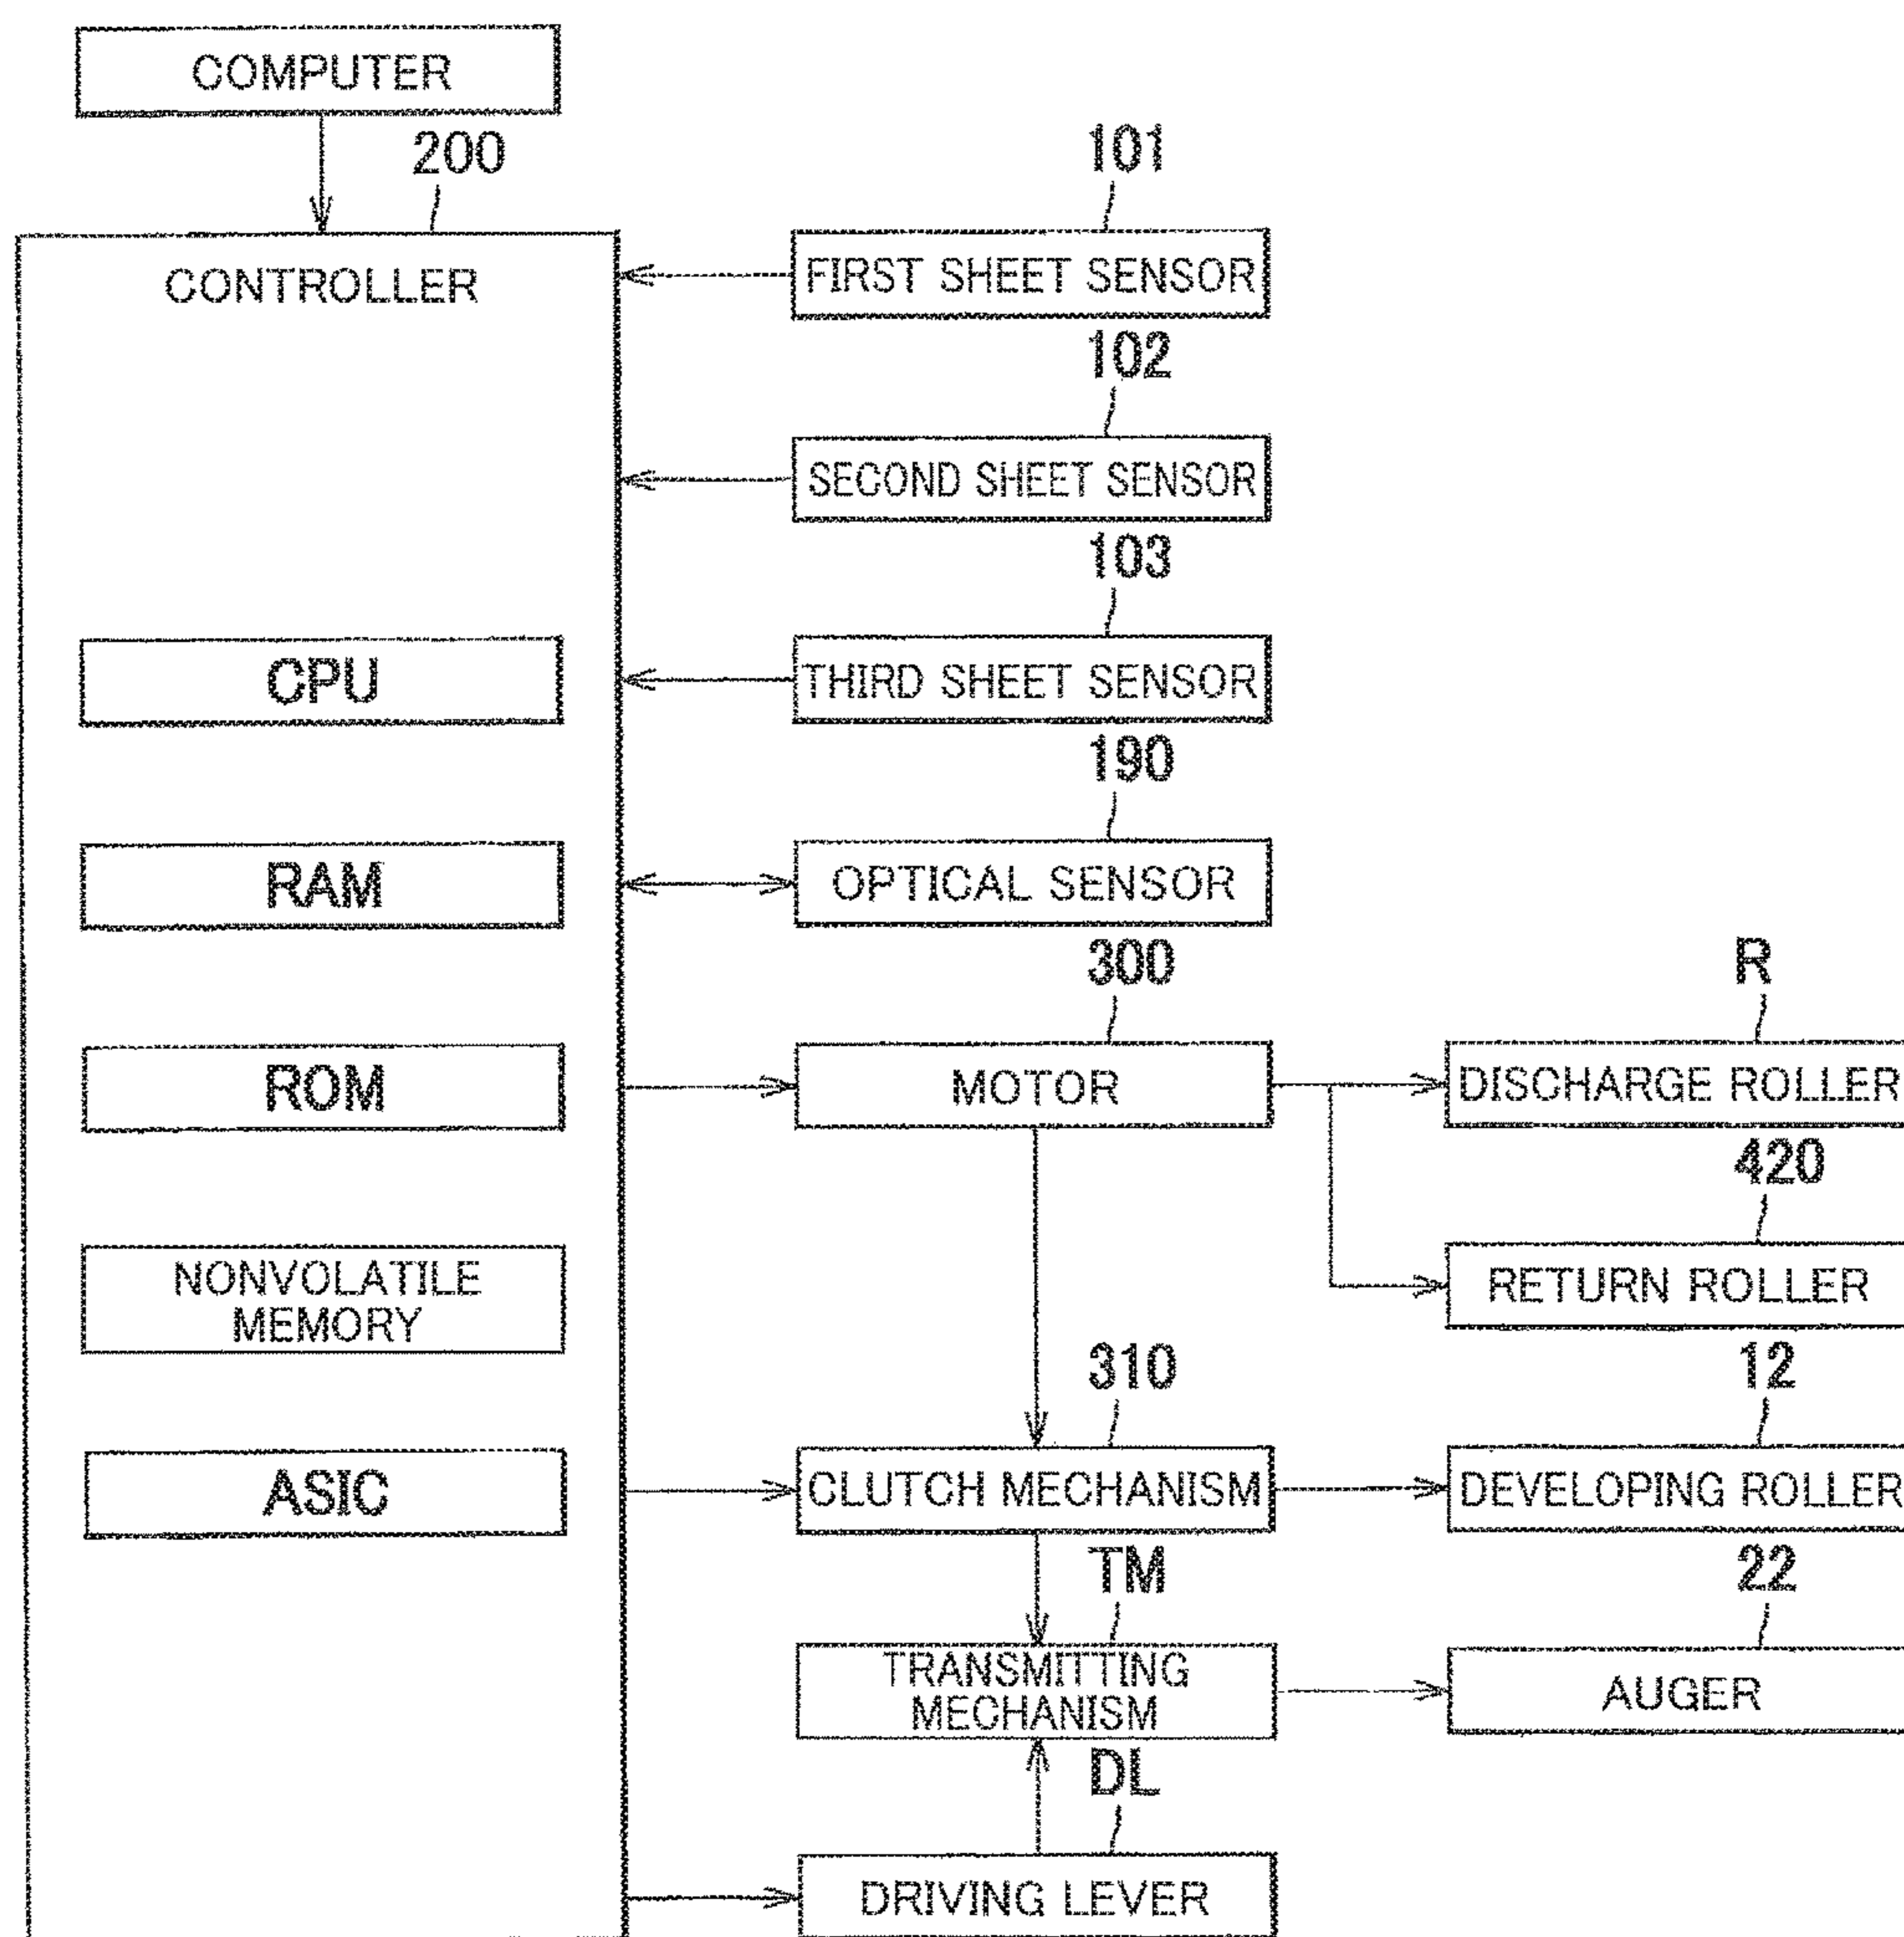 COMPUTER
200
CONTROLLER
101
FIRST SHEET SENSOR
102
SECOND SHEET SENSOR
103
CPU
THIRD SHEET SENSOR
190
RAM
OPTICAL SENSOR
300
R
ROM
MOTOR
DISCHARGE ROLLER
420
NONVOLATILE
MEMORY
RETURN ROLLER
310
12
ASIC
CLUTCH MECHANISM
DEVELOPING ROLLER
TM
22
TRANSMITTING
MECHANISM
AUGER
DL
DRIVING LEVER